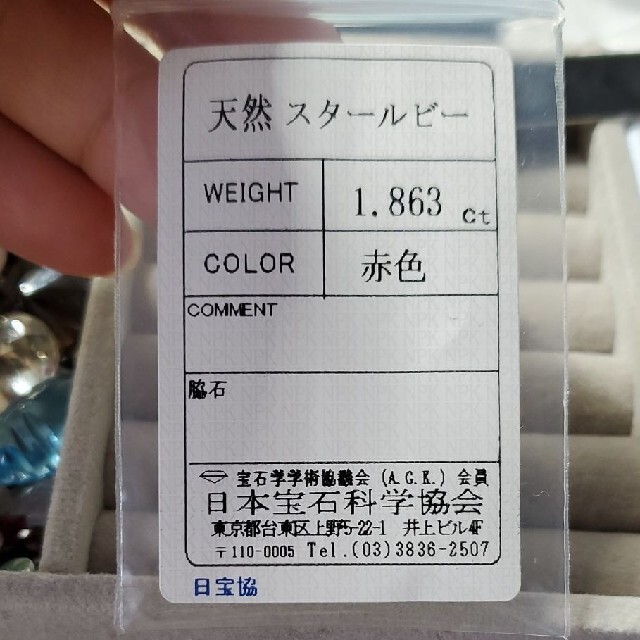 天然 スタールビー
WEIGHT 1.863 ct
COLOR 赤色
COMMENT
脇石
宝石学学術協議会 (A.G.K.) 会員
日本宝石科学協会
東京都台東区上野5-22-1 井上ビル4F
〒110-0005 Tel.(03)3836-2507
日宝協